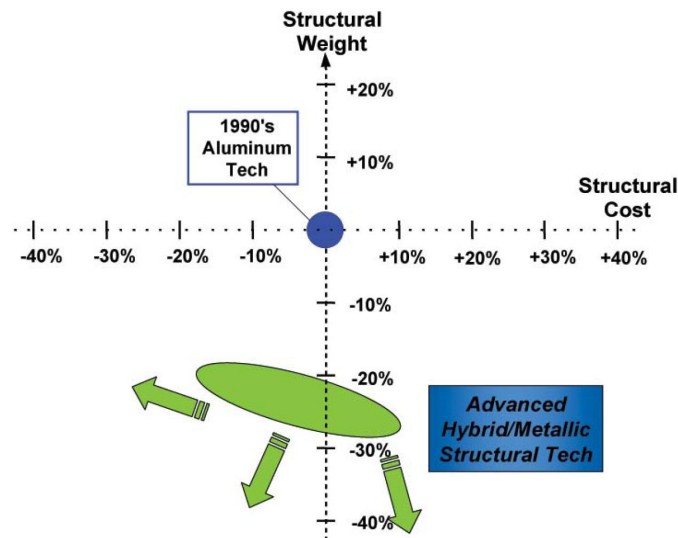 Structural
Weight
+20%
1990's
Aluminum
Tech
+10%
Structural
Cost
-40% -30% -20% -10% +10% +20% +30% +40%
-10%
-20%
Advanced
Hybrid/Metallic
Structural Tech
-30%
-40%